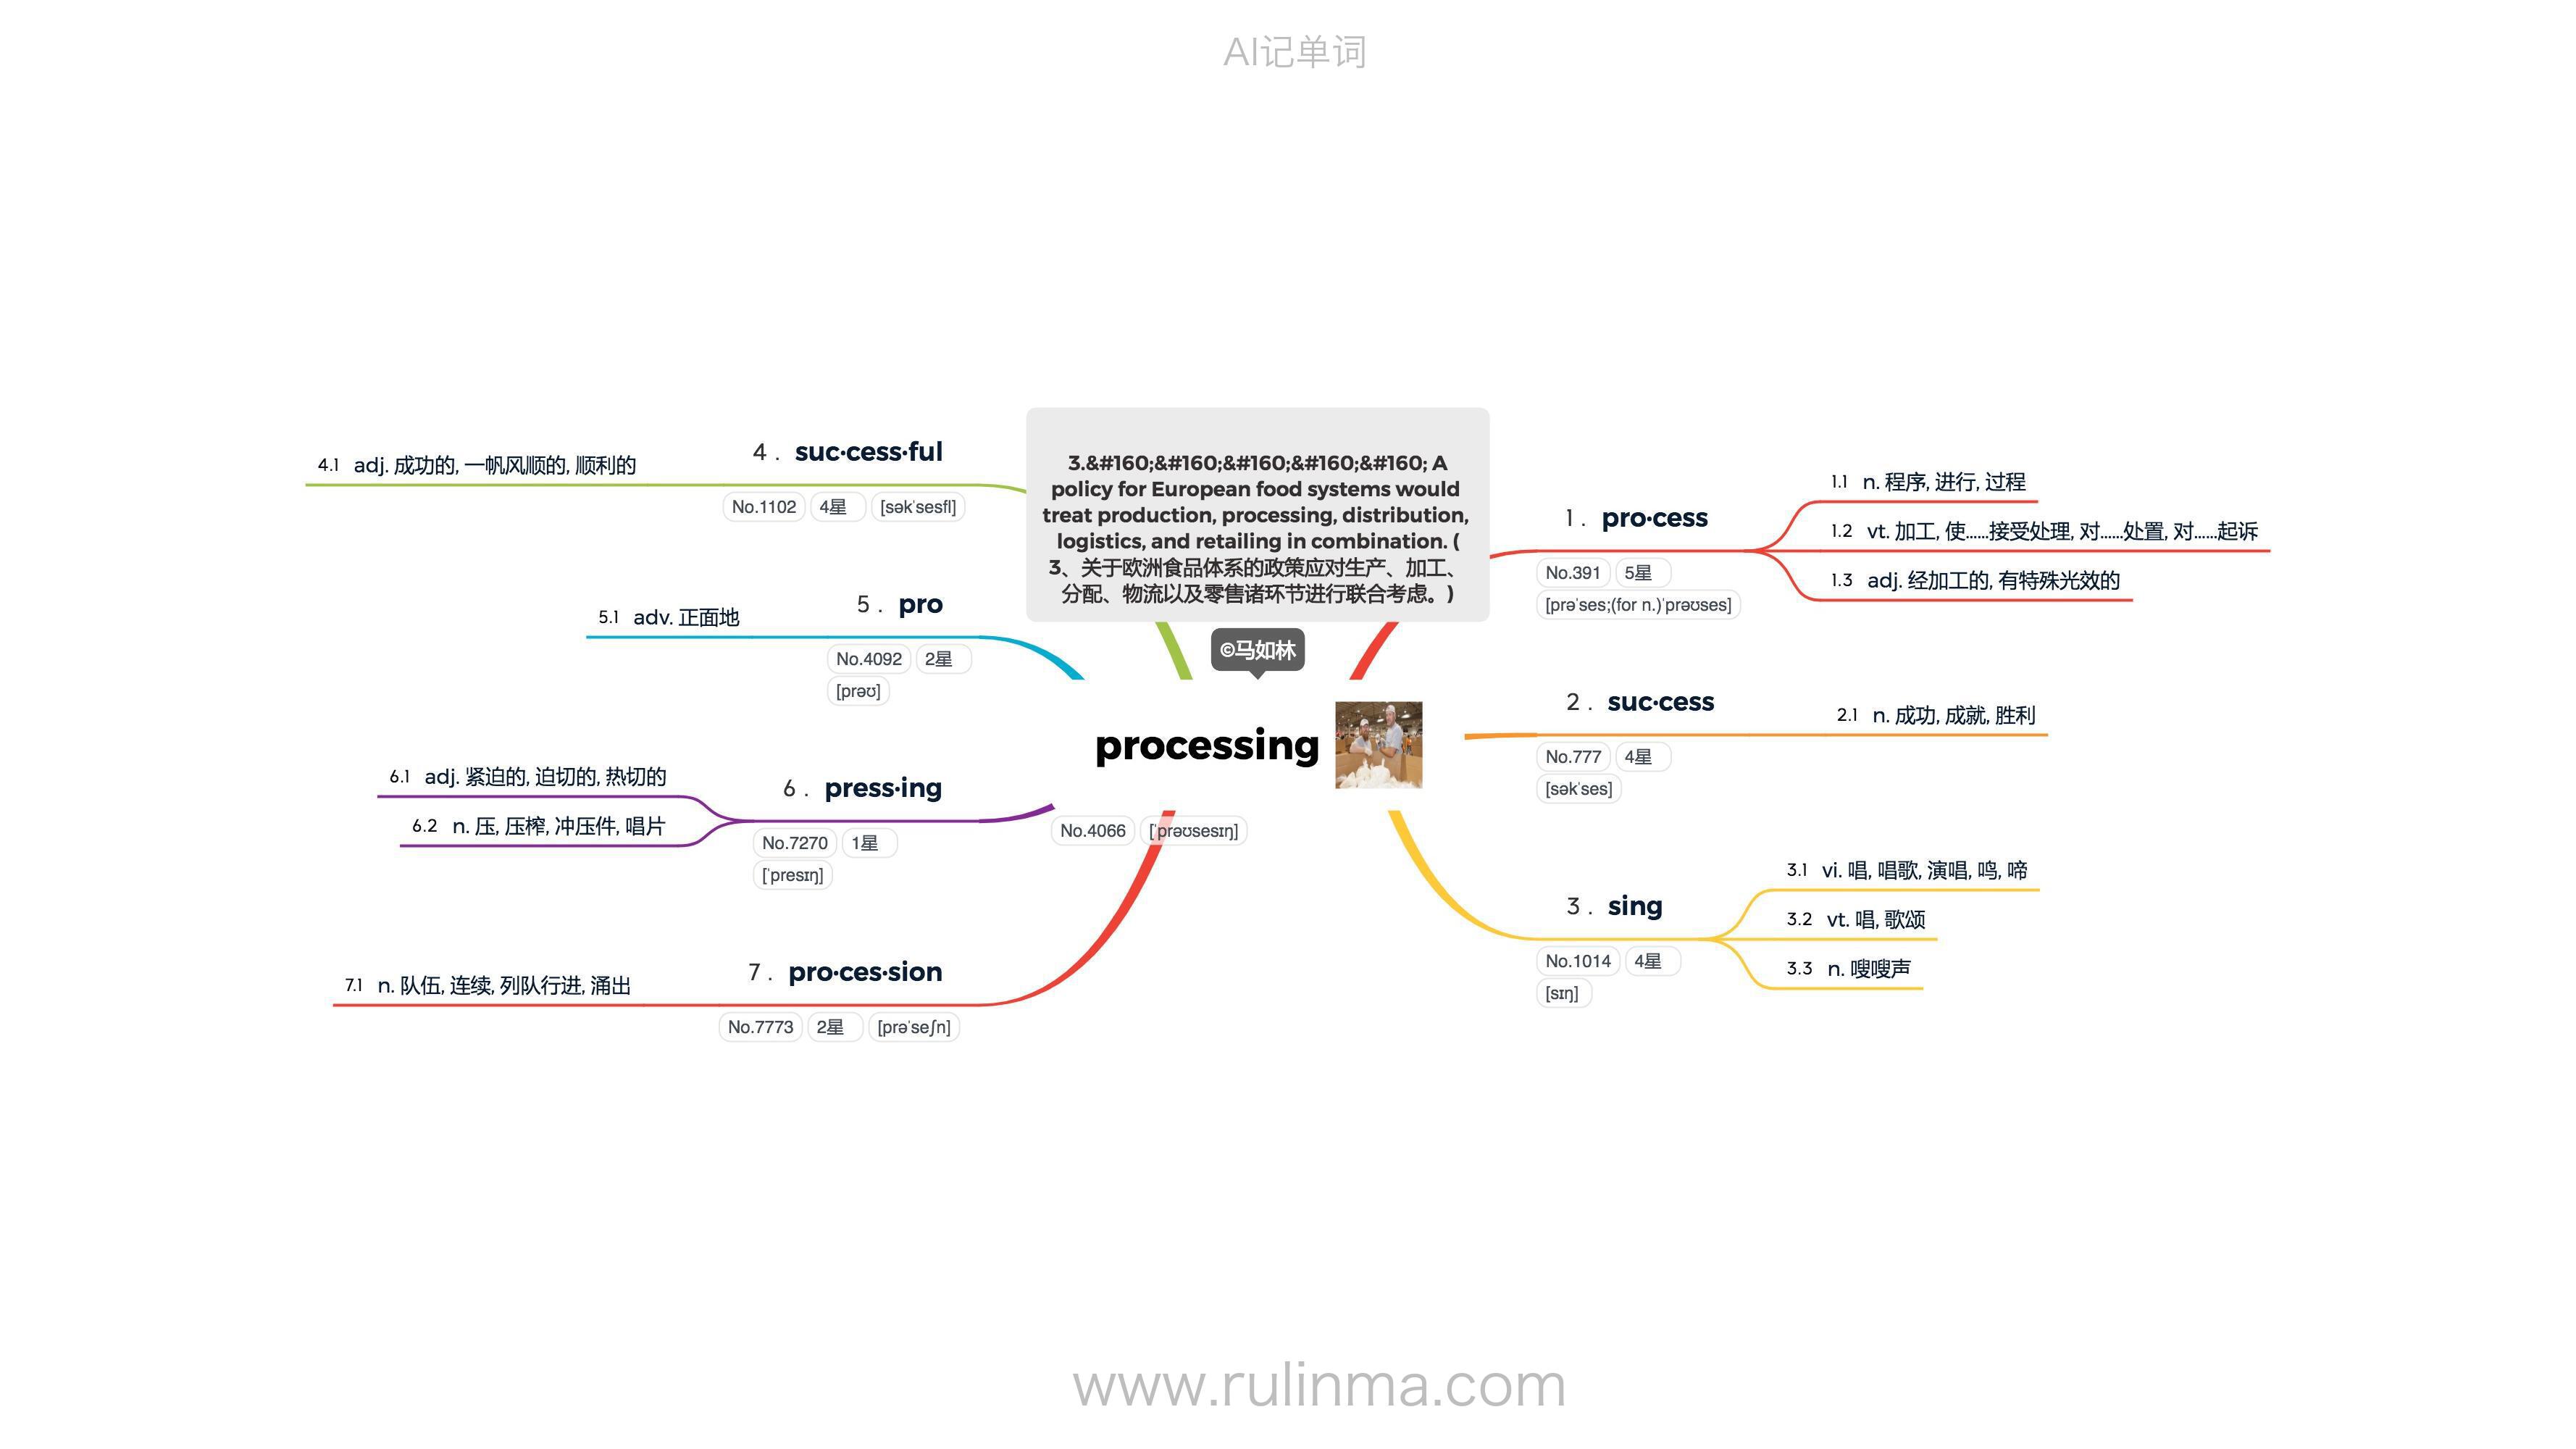 AI记单词
3.&#160;&#160;&#160;&#160;&#160; A
policy for European food systems would
treat production, processing, distribution,
logistics, and retailing in combination. (
3、关于欧洲食品体系的政策应对生产、加工、
分配、物流以及零售诸环节进行联合考虑。)
©马如林
processing
No.4066 [ˈprəʊsesɪŋ]
1 . pro·cess
No.391 5星
[prəˈses;(for n.)ˈprəʊses]
1.1 n. 程序, 进行, 过程
1.2 vt. 加工, 使……接受处理, 对……处置, 对……起诉
1.3 adj. 经加工的, 有特殊光效的
2 . suc·cess
No.777 4星
[səkˈses]
2.1 n. 成功, 成就, 胜利
3 . sing
No.1014 4星
[sɪŋ]
3.1 vi. 唱, 唱歌, 演唱, 鸣, 啼
3.2 vt. 唱, 歌颂
3.3 n. 嗖嗖声
4 . suc·cess·ful
No.1102 4星 [səkˈsesfl]
4.1 adj. 成功的, 一帆风顺的, 顺利的
5 . pro
No.4092 2星
[prəʊ]
5.1 adv. 正面地
6 . press·ing
No.7270 1星
[ˈpresɪŋ]
6.1 adj. 紧迫的, 迫切的, 热切的
6.2 n. 压, 压榨, 冲压件, 唱片
7 . pro·ces·sion
No.7773 2星 [prəˈseʃn]
7.1 n. 队伍, 连续, 列队行进, 涌出
www.rulinma.com